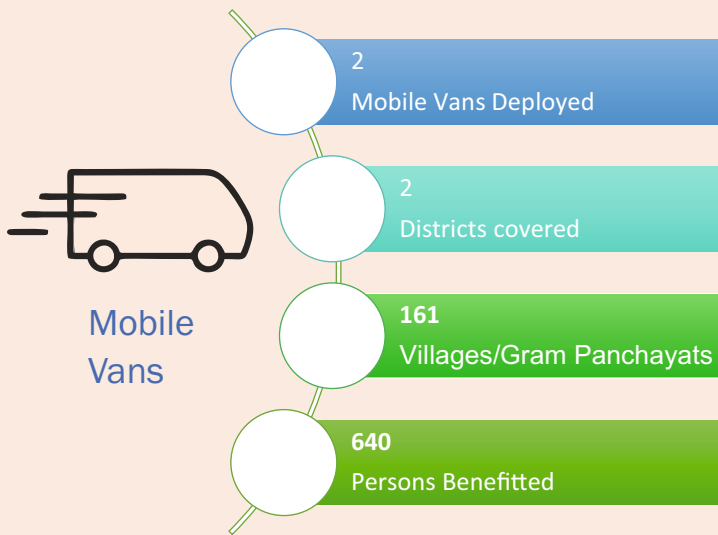 Mobile
Vans
2
Mobile Vans Deployed
2
Districts covered
161
Villages/Gram Panchayats
640
Persons Benefitted